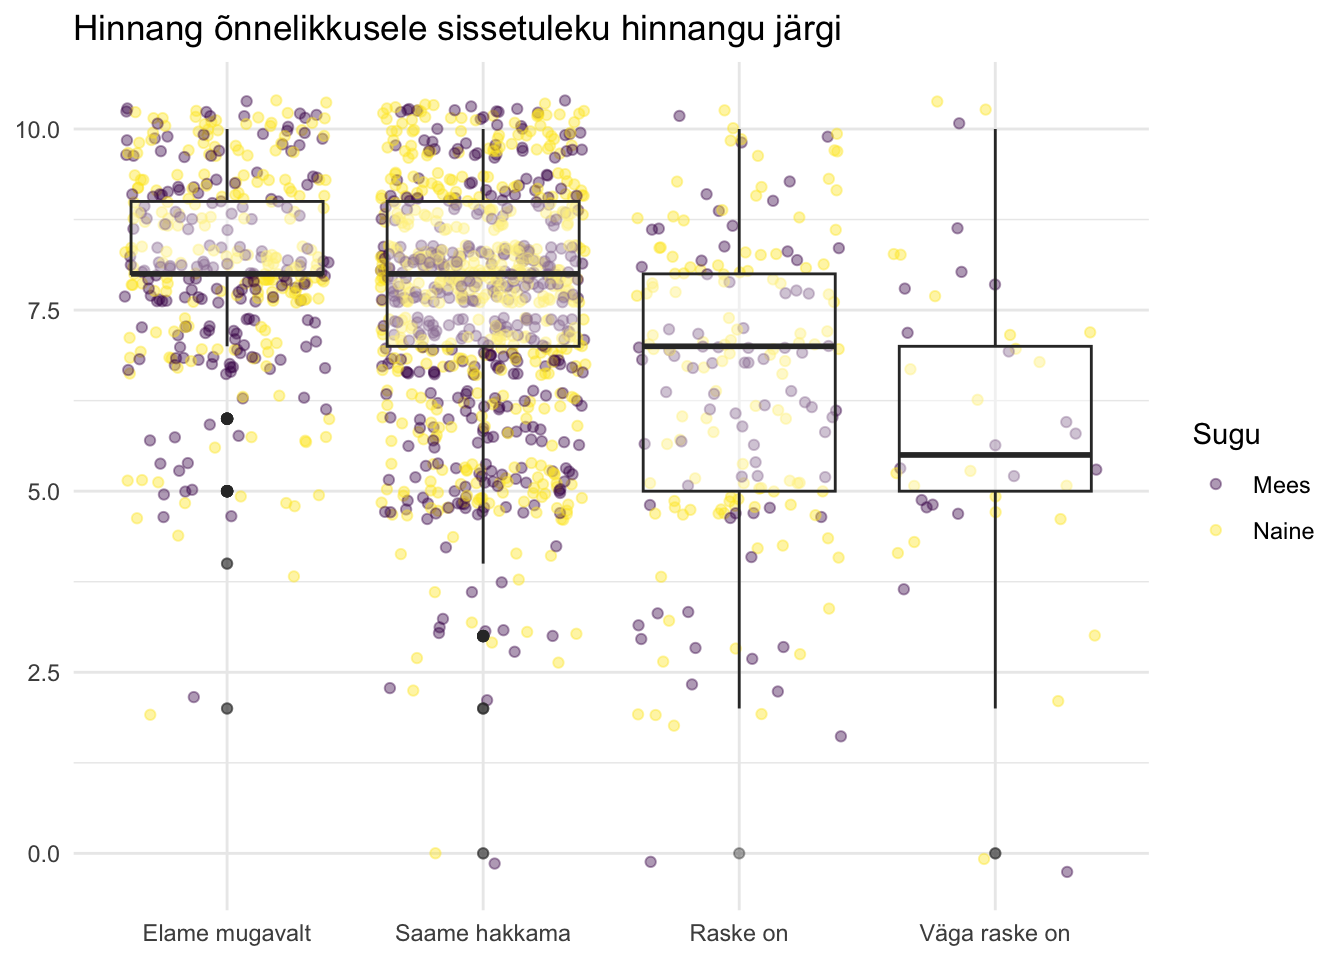 Hinnang õnnelikkusele sissetuleku hinnangu järgi
10.0
7.5
5.0
2.5
0.0
Elame mugavalt
Saame hakkama
Raske on
Väga raske on
Sugu
Mees
Naine